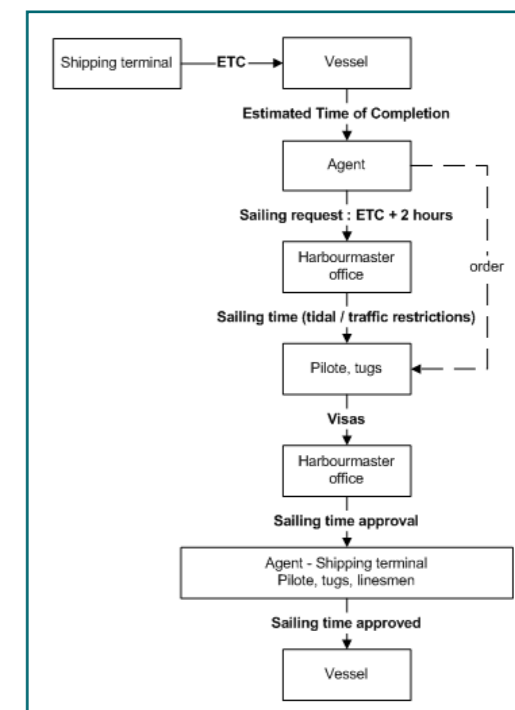 Shipping terminal
ETC
Vessel
Estimated Time of Completion
Agent
Sailing request : ETC + 2 hours
Harbourmaster
office
order
Sailing time (tidal / traffic restrictions)
Pilote, tugs
Visas
Harbourmaster
office
Sailing time approval
Agent - Shipping terminal
Pilote, tugs, linesmen
Sailing time approved
Vessel